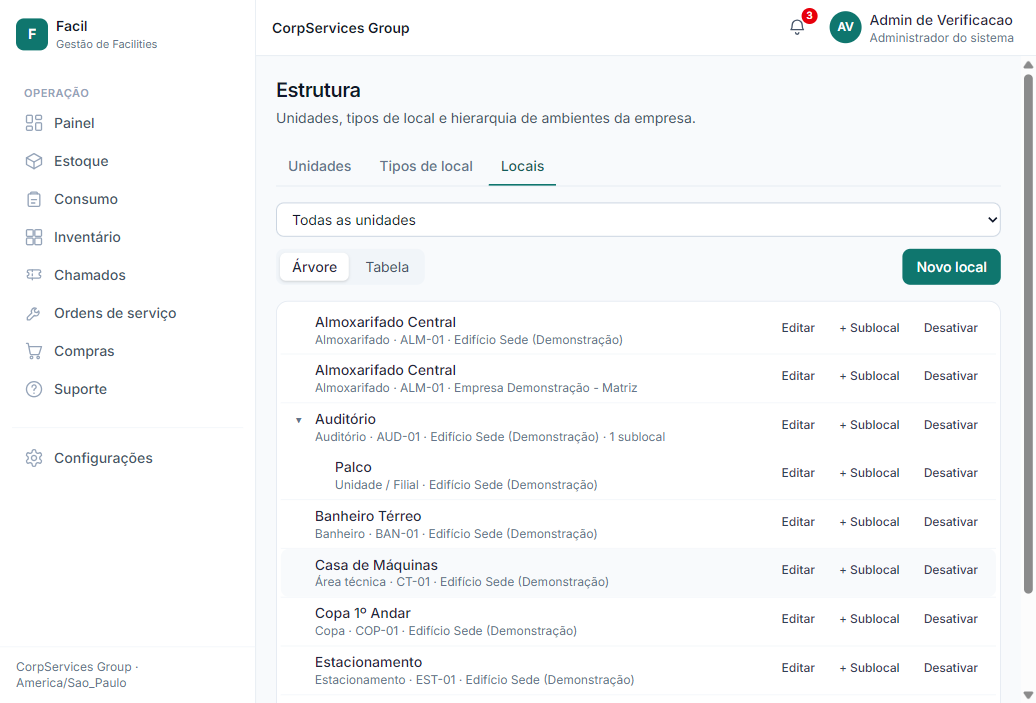 F
Facil
Gestão de Facilities
OPERAÇÃO
Painel
Estoque
Consumo
Inventário
Chamados
Ordens de serviço
Compras
Suporte
Configurações
CorpServices Group ·
America/Sao_Paulo
CorpServices Group
3
AV
Admin de Verificacao
Administrador do sistema
Estrutura
Unidades, tipos de local e hierarquia de ambientes da empresa.
Unidades Tipos de local Locais
Todas as unidades
Árvore Tabela Novo local
Almoxarifado Central
Almoxarifado · ALM-01 · Edifício Sede (Demonstração)
Editar + Sublocal Desativar
Almoxarifado Central
Almoxarifado · ALM-01 · Empresa Demonstração - Matriz
Editar + Sublocal Desativar
Auditório
Auditório · AUD-01 · Edifício Sede (Demonstração) · 1 sublocal
Editar + Sublocal Desativar
Palco
Unidade / Filial · Edifício Sede (Demonstração)
Editar + Sublocal Desativar
Banheiro Térreo
Banheiro · BAN-01 · Edifício Sede (Demonstração)
Editar + Sublocal Desativar
Casa de Máquinas
Área técnica · CT-01 · Edifício Sede (Demonstração)
Editar + Sublocal Desativar
Copa 1º Andar
Copa · COP-01 · Edifício Sede (Demonstração)
Editar + Sublocal Desativar
Estacionamento
Estacionamento · EST-01 · Edifício Sede (Demonstração)
Editar + Sublocal Desativar